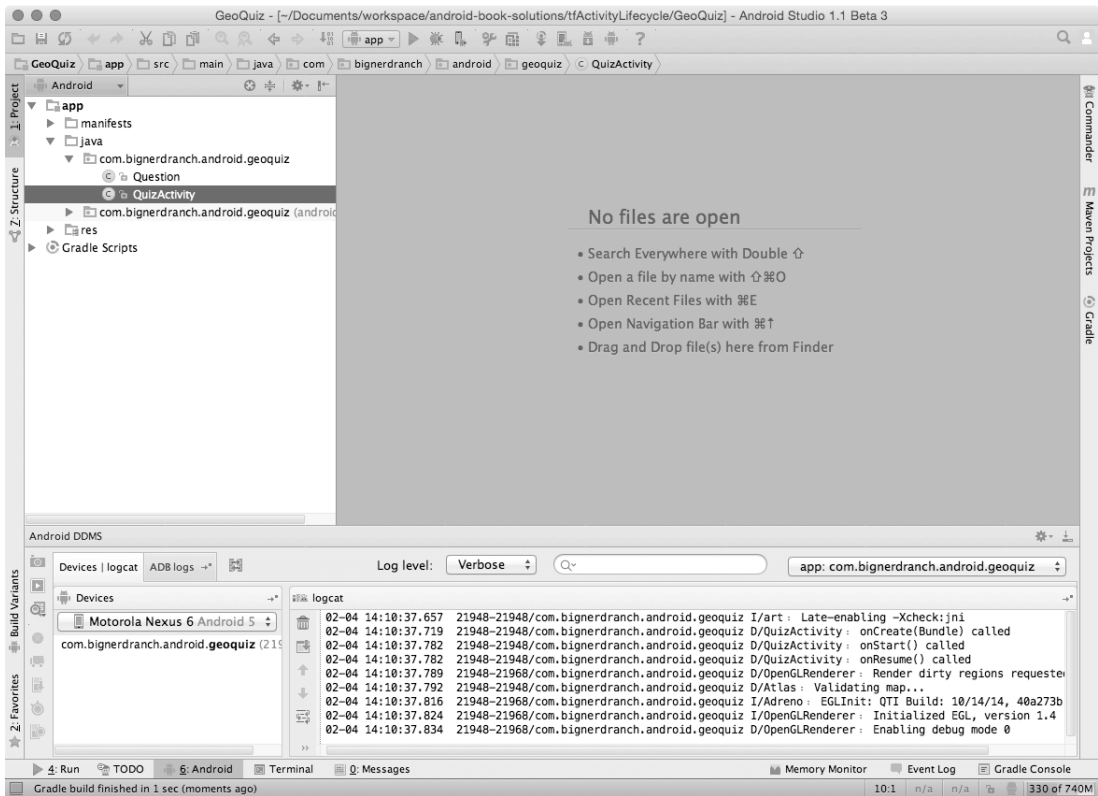 GeoQuiz - [~/Documents/workspace/android-book-solutions/tfActivityLifecycle/GeoQuiz] - Android Studio 1.1 Beta 3
app
GeoQuiz app src main java com bignerdranch android geoquiz QuizActivity
1: Project
Z: Structure
Build Variants
2: Favorites
Android
app
manifests
java
com.bignerdranch.android.geoquiz
Question
QuizActivity
com.bignerdranch.android.geoquiz (android
res
Gradle Scripts
No files are open
• Search Everywhere with Double ⇧
• Open a file by name with ⇧⌘O
• Open Recent Files with ⌘E
• Open Navigation Bar with ⌘↑
• Drag and Drop file(s) here from Finder
Commander
Maven Projects
Gradle
Android DDMS
Devices | logcat ADB logs Log level: Verbose app: com.bignerdranch.android.geoquiz
Devices
Motorola Nexus 6 Android 5
com.bignerdranch.android.geoquiz (219
logcat
02-04 14:10:37.657 21948-21948/com.bignerdranch.android.geoquiz I/art﹕ Late-enabling -Xcheck:jni
02-04 14:10:37.719 21948-21948/com.bignerdranch.android.geoquiz D/QuizActivity﹕ onCreate(Bundle) called
02-04 14:10:37.782 21948-21948/com.bignerdranch.android.geoquiz D/QuizActivity﹕ onStart() called
02-04 14:10:37.782 21948-21948/com.bignerdranch.android.geoquiz D/QuizActivity﹕ onResume() called
02-04 14:10:37.789 21948-21968/com.bignerdranch.android.geoquiz D/OpenGLRenderer﹕ Render dirty regions requested
02-04 14:10:37.792 21948-21948/com.bignerdranch.android.geoquiz D/Atlas﹕ Validating map...
02-04 14:10:37.816 21948-21968/com.bignerdranch.android.geoquiz I/Adreno﹕ EGLInit: QTI Build: 10/14/14, 40a273b
02-04 14:10:37.824 21948-21968/com.bignerdranch.android.geoquiz I/OpenGLRenderer﹕ Initialized EGL, version 1.4
02-04 14:10:37.834 21948-21968/com.bignerdranch.android.geoquiz D/OpenGLRenderer﹕ Enabling debug mode 0
4: Run TODO 6: Android Terminal 0: Messages Memory Monitor Event Log Gradle Console
Gradle build finished in 1 sec (moments ago) 10:1 n/a n/a 330 of 740M